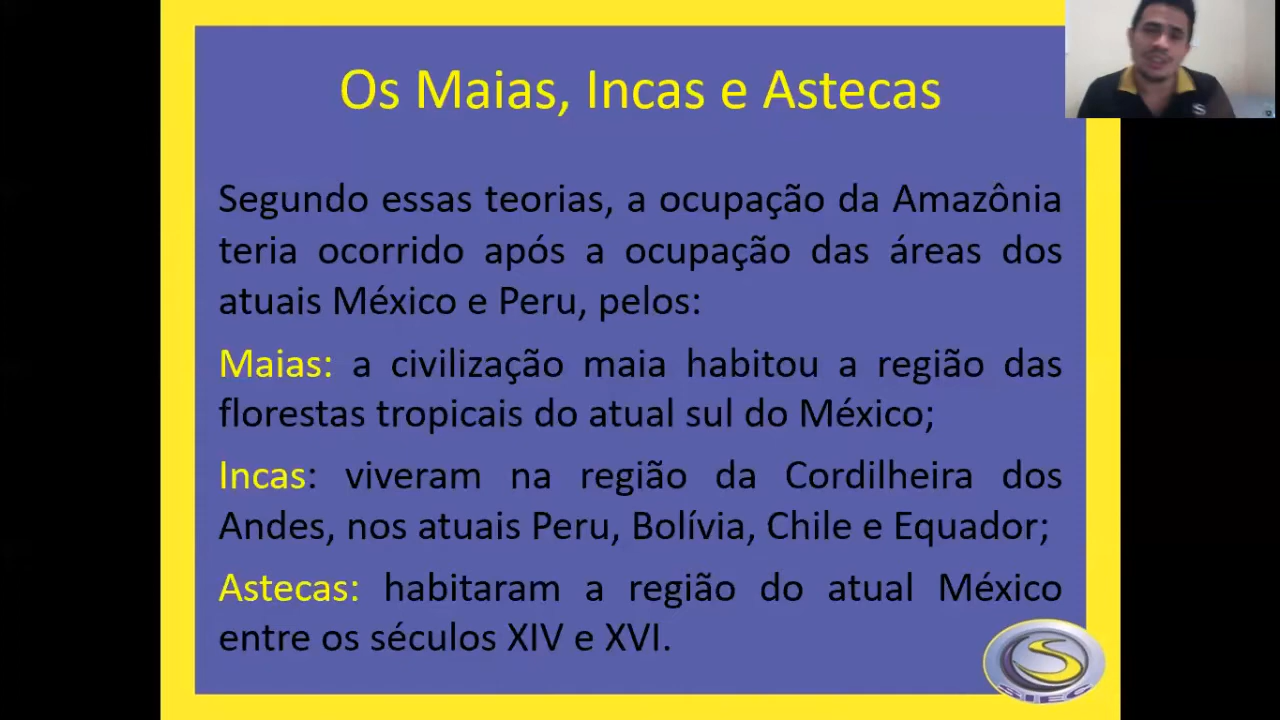 Os Maias, Incas e Astecas
Segundo essas teorias, a ocupação da Amazônia
teria ocorrido após a ocupação das áreas dos
atuais México e Peru, pelos:
Maias: a civilização maia habitou a região das
florestas tropicais do atual sul do México;
Incas: viveram na região da Cordilheira dos
Andes, nos atuais Peru, Bolívia, Chile e Equador;
Astecas: habitaram a região do atual México
entre os séculos XIV e XVI.